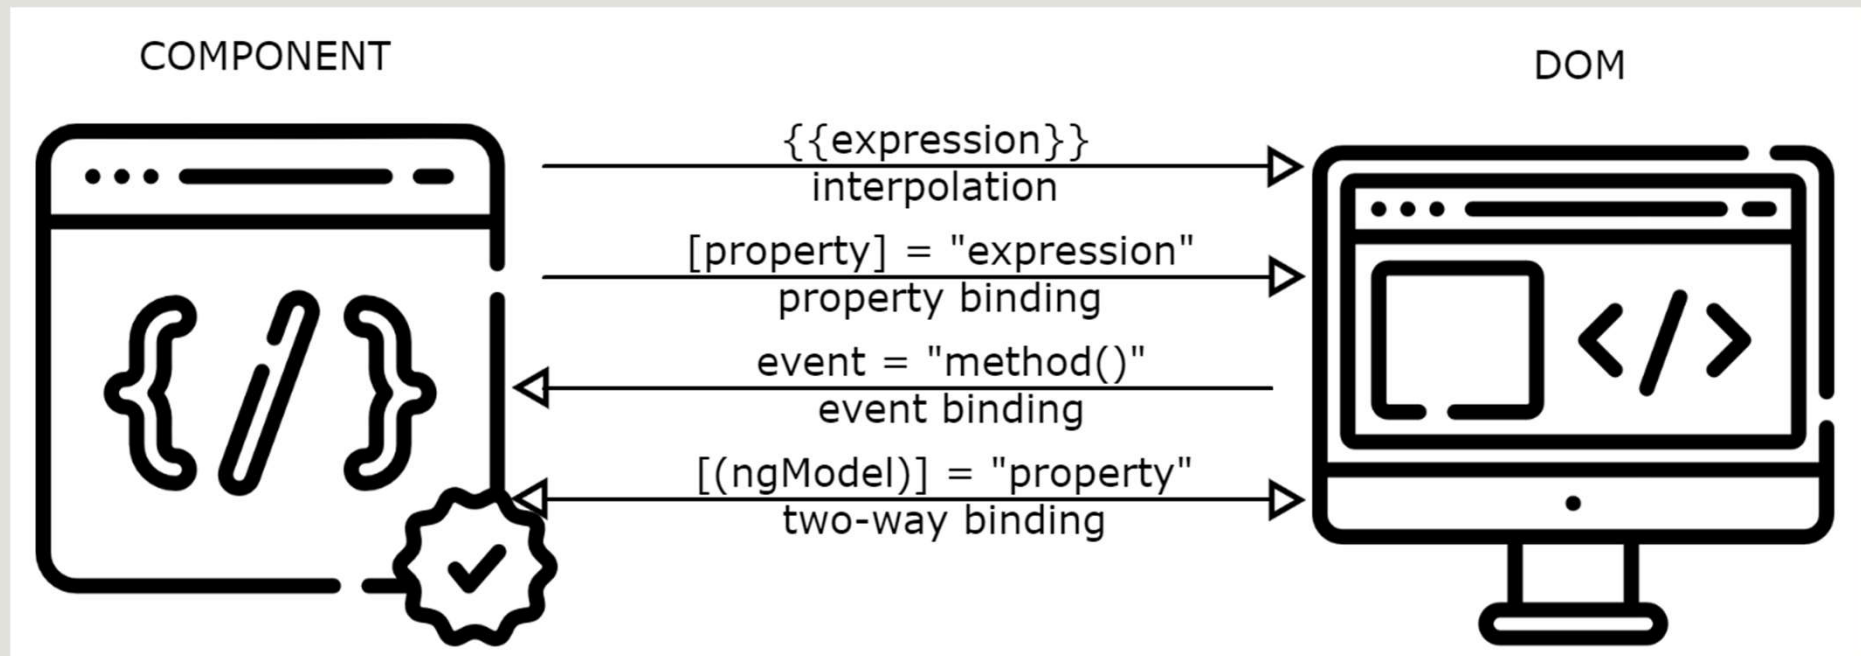 COMPONENT
DOM
{{expression}}
interpolation
[property] = "expression"
property binding
event = "method()"
event binding
[(ngModel)] = "property"
two-way binding